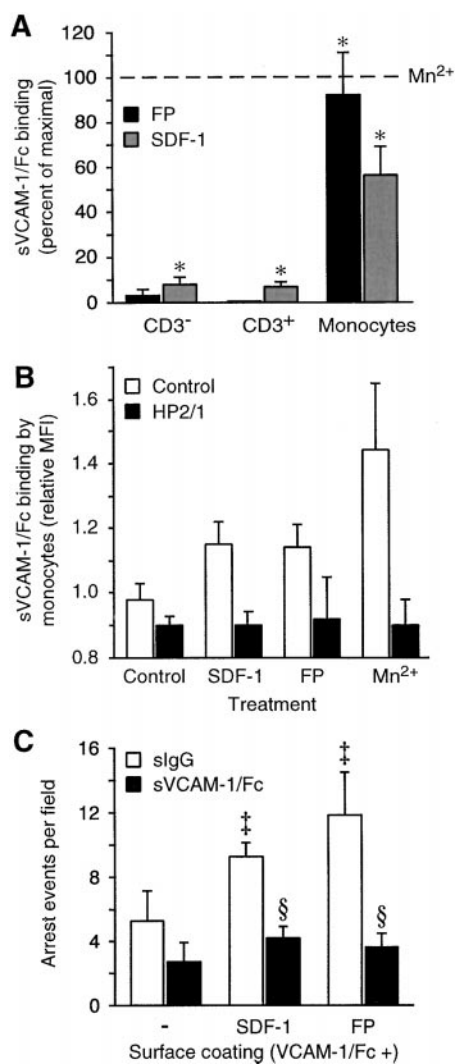 A
sVCAM-1/Fc binding
(percent of maximal)
120
100
80
60
40
20
0
Mn2+
FP
SDF-1
*
*
*
*
CD3-
CD3+
Monocytes
B
sVCAM-1/Fc binding by
monocytes (relative MFI)
1.6
1.4
1.2
1.0
0.8
Control
HP2/1
Control
SDF-1
FP
Mn2+
Treatment
C
Arrest events per field
16
12
8
4
0
sIgG
sVCAM-1/Fc
‡
‡
§
§
-
SDF-1
FP
Surface coating (VCAM-1/Fc +)